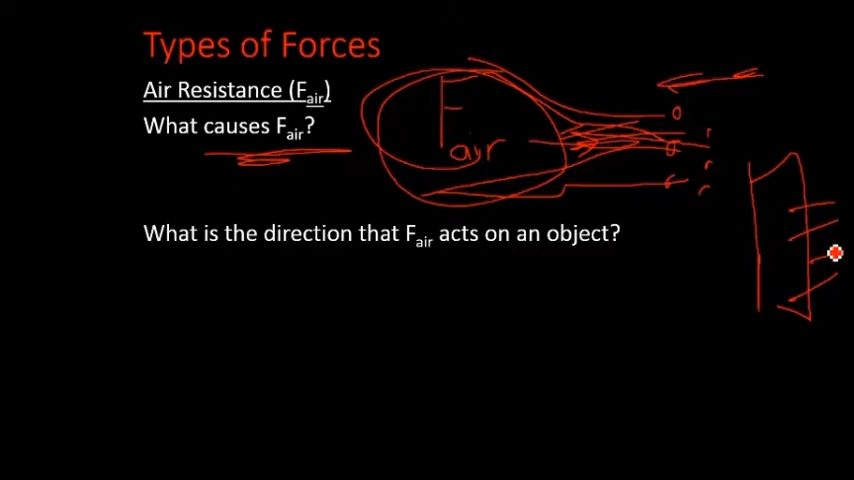 Types of Forces
Air Resistance (Fair)
What causes Fair?
F
air
What is the direction that Fair acts on an object?